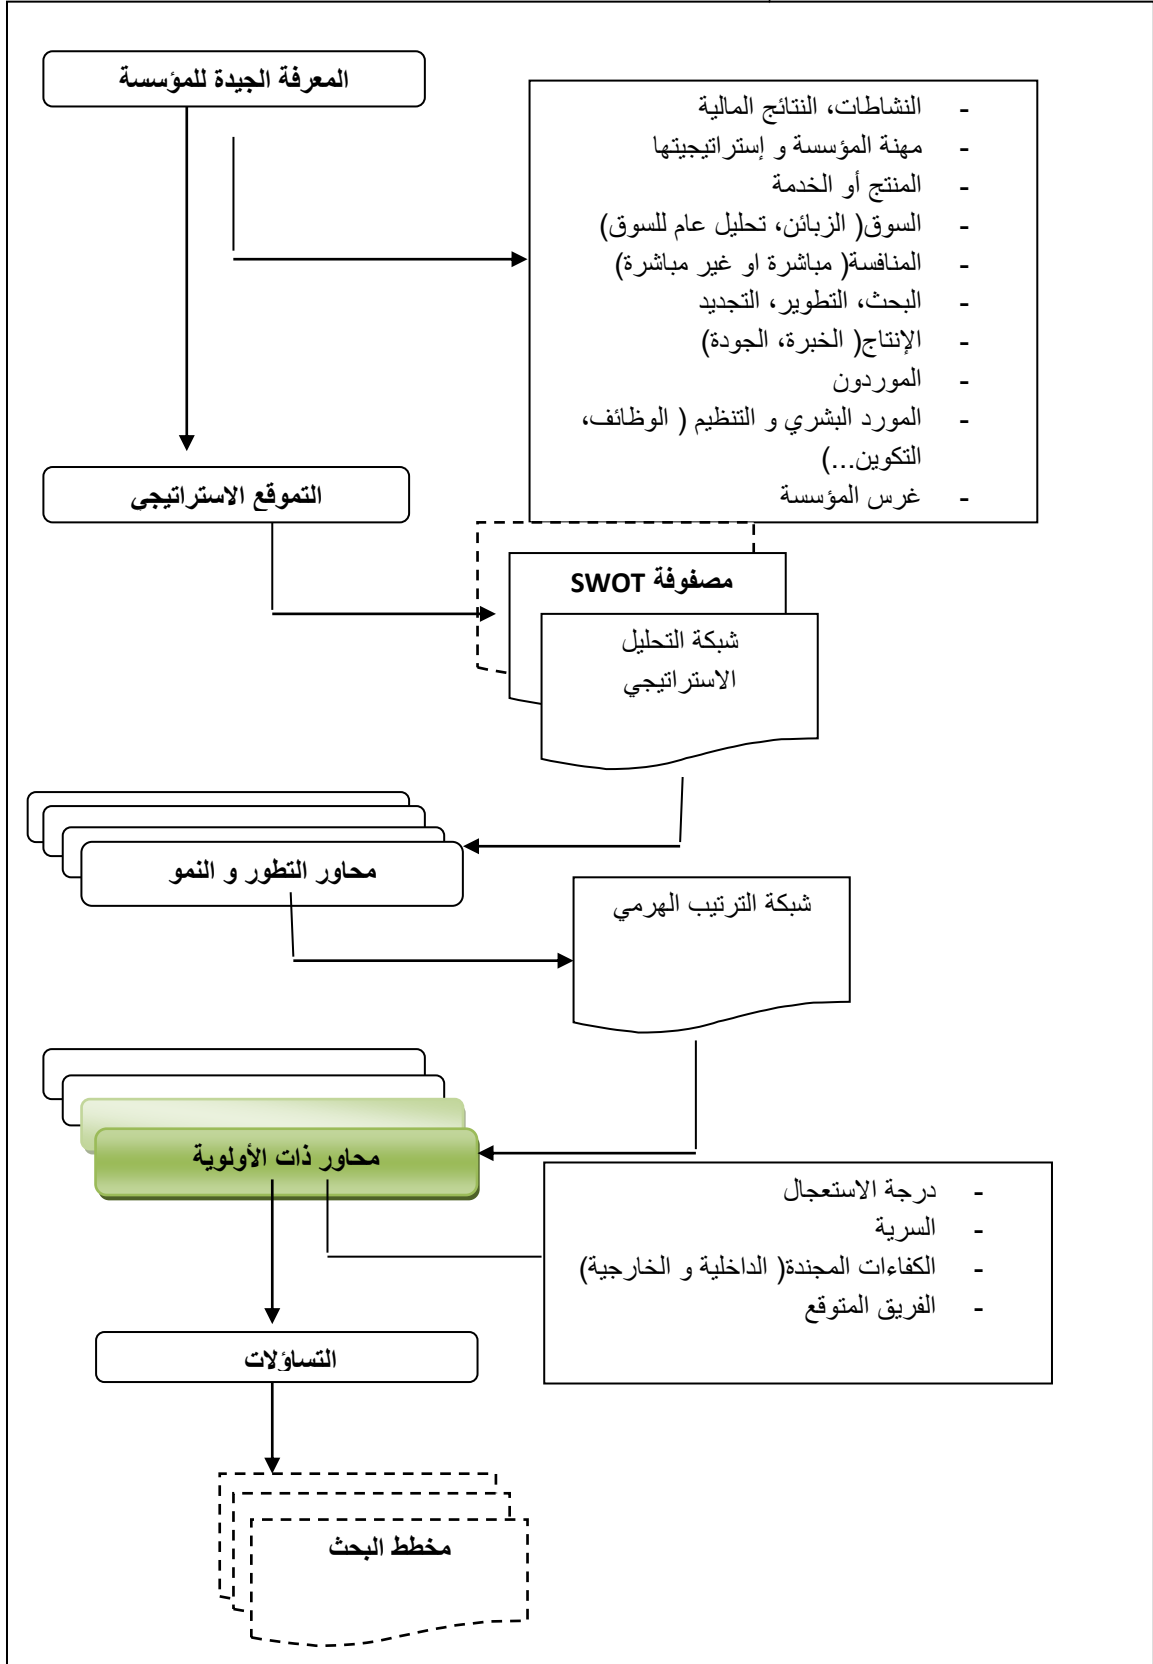 المعرفة الجيدة للمؤسسة
- النشاطات، النتائج المالية
- مهنة المؤسسة و إستراتيجيتها
- المنتج أو الخدمة
- السوق( الزبائن، تحليل عام للسوق)
- المنافسة( مباشرة او غير مباشرة)
- البحث، التطوير، التجديد
- الإنتاج( الخبرة، الجودة)
- الموردون
- المورد البشري و التنظيم ( الوظائف،
التكوين...)
- غرس المؤسسة
التموقع الاستراتيجي
مصفوفة SWOT
شبكة التحليل
الاستراتيجي
محاور التطور و النمو
شبكة الترتيب الهرمي
محاور ذات الأولوية
- درجة الاستعجال
- السرية
- الكفاءات المجندة( الداخلية و الخارجية)
- الفريق المتوقع
التساؤلات
مخطط البحث